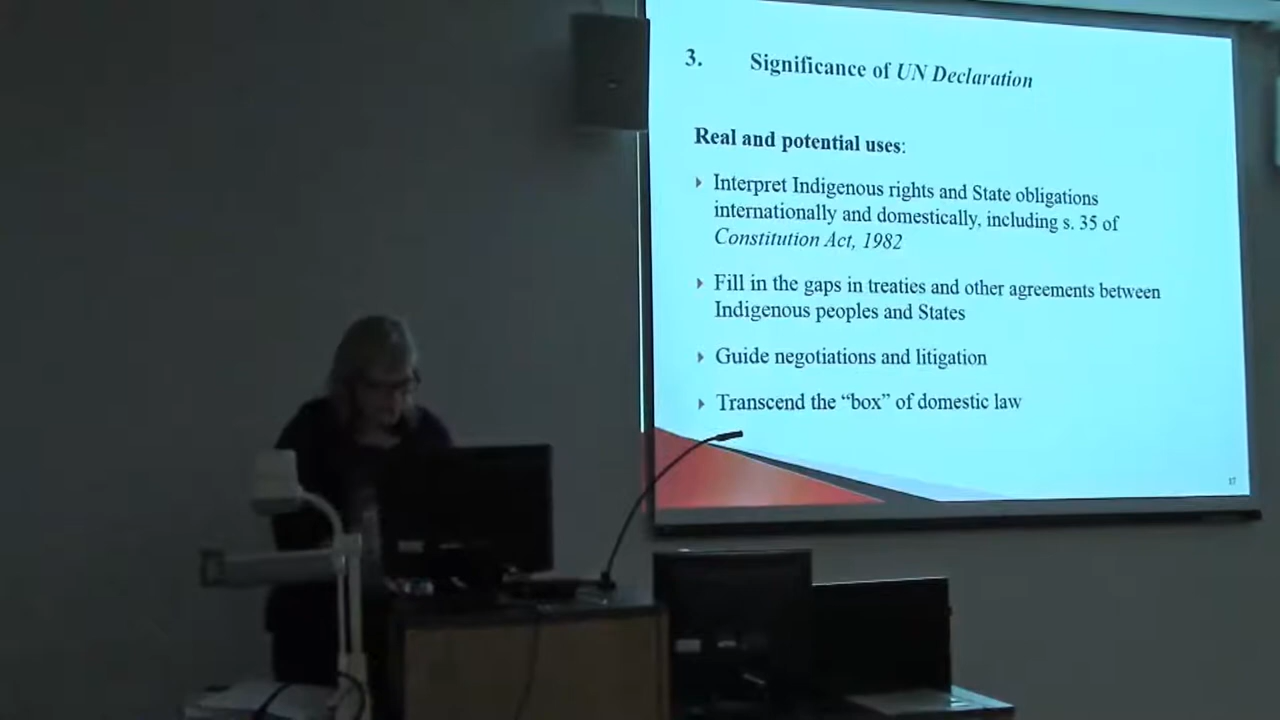 3. Significance of UN Declaration
Real and potential uses:
Interpret Indigenous rights and State obligations
internationally and domestically, including s. 35 of
Constitution Act, 1982
Fill in the gaps in treaties and other agreements between
Indigenous peoples and States
Guide negotiations and litigation
Transcend the “box” of domestic law
17